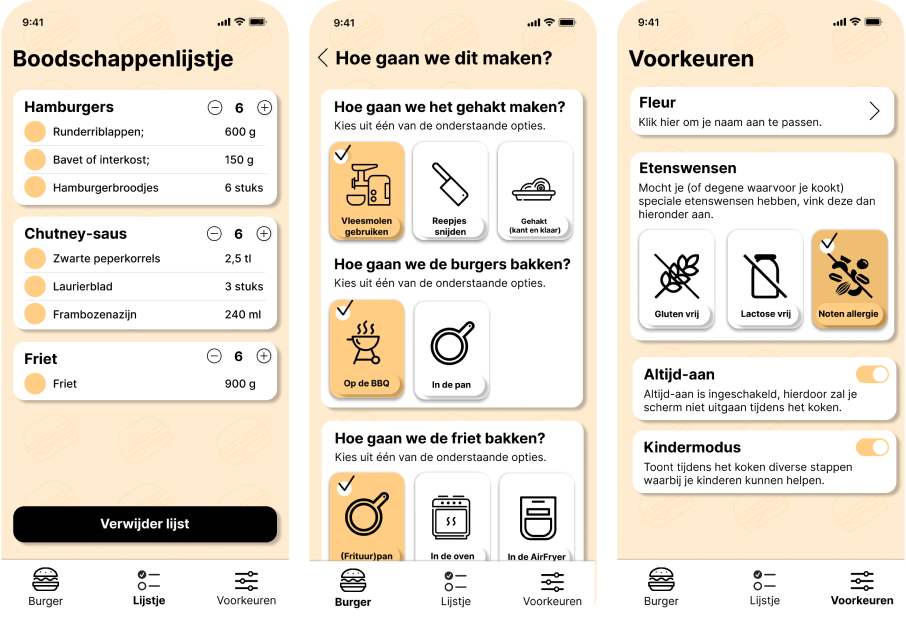 9:41
Boodschappenlijstje
Hamburgers
6
Runderriblappen;
600 g
Bavet of interkost;
150 g
Hamburgerbroodjes
6 stuks
Chutney-saus
6
Zwarte peperkorrels
2,5 tl
Laurierblad
3 stuks
Frambozenazijn
240 ml
Friet
6
Friet
900 g
Verwijder lijst
Burger
Lijstje
Voorkeuren
9:41
Hoe gaan we dit maken?
Hoe gaan we het gehakt maken?
Kies uit één van de onderstaande opties.
Vleesmolen
gebruiken
Reepjes
snijden
Gehakt
(kant en klaar)
Hoe gaan we de burgers bakken?
Kies uit één van de onderstaande opties.
Op de BBQ
In de pan
Hoe gaan we de friet bakken?
Kies uit één van de onderstaande opties.
(Frituur)pan
In de oven
In de AirFryer
Burger
Lijstje
Voorkeuren
9:41
Voorkeuren
Fleur
Klik hier om je naam aan te passen.
Etenswensen
Mocht je (of degene waarvoor je kookt)
speciale etenswensen hebben, vink deze dan
hieronder aan.
Gluten vrij
Lactose vrij
Noten allergie
Altijd-aan
Altijd-aan is ingeschakeld, hierdoor zal je
scherm niet uitgaan tijdens het koken.
Kindermodus
Toont tijdens het koken diverse stappen
waarbij je kinderen kunnen helpen.
Burger
Lijstje
Voorkeuren